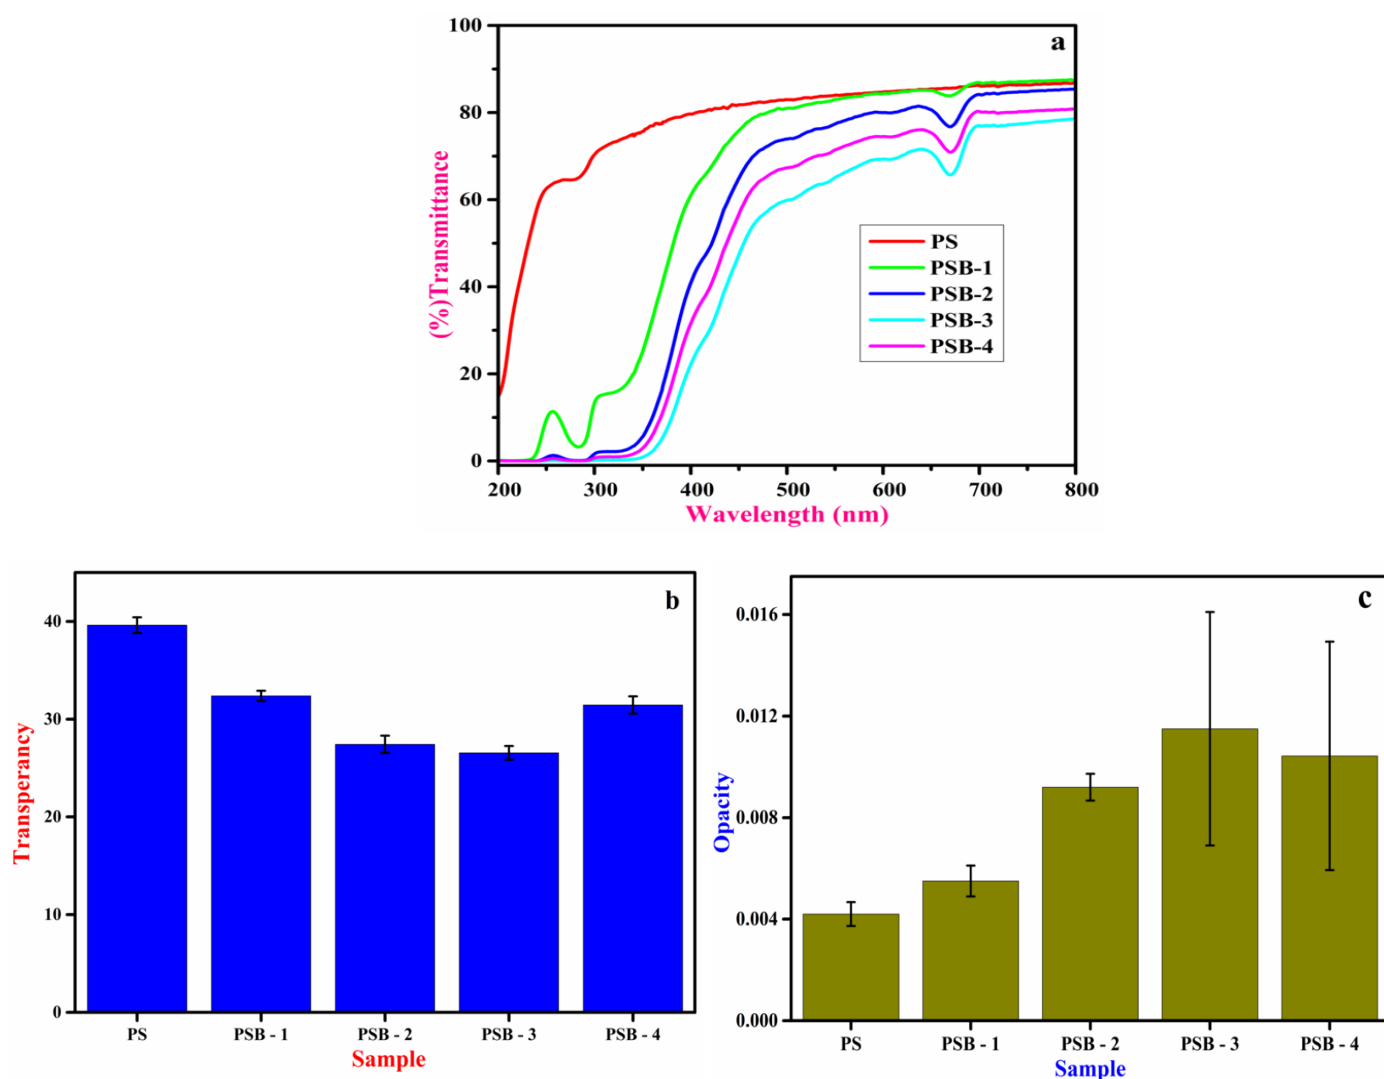 a
100
80
60
40
20
0
(%)Transmittance
200 300 400 500 600 700 800
Wavelength (nm)
PS
PSB-1
PSB-2
PSB-3
PSB-4
b
40
30
20
10
0
Transperancy
PS PSB - 1 PSB - 2 PSB - 3 PSB - 4
Sample
c
0.016
0.012
0.008
0.004
0.000
Opacity
PS PSB - 1 PSB - 2 PSB - 3 PSB - 4
Sample